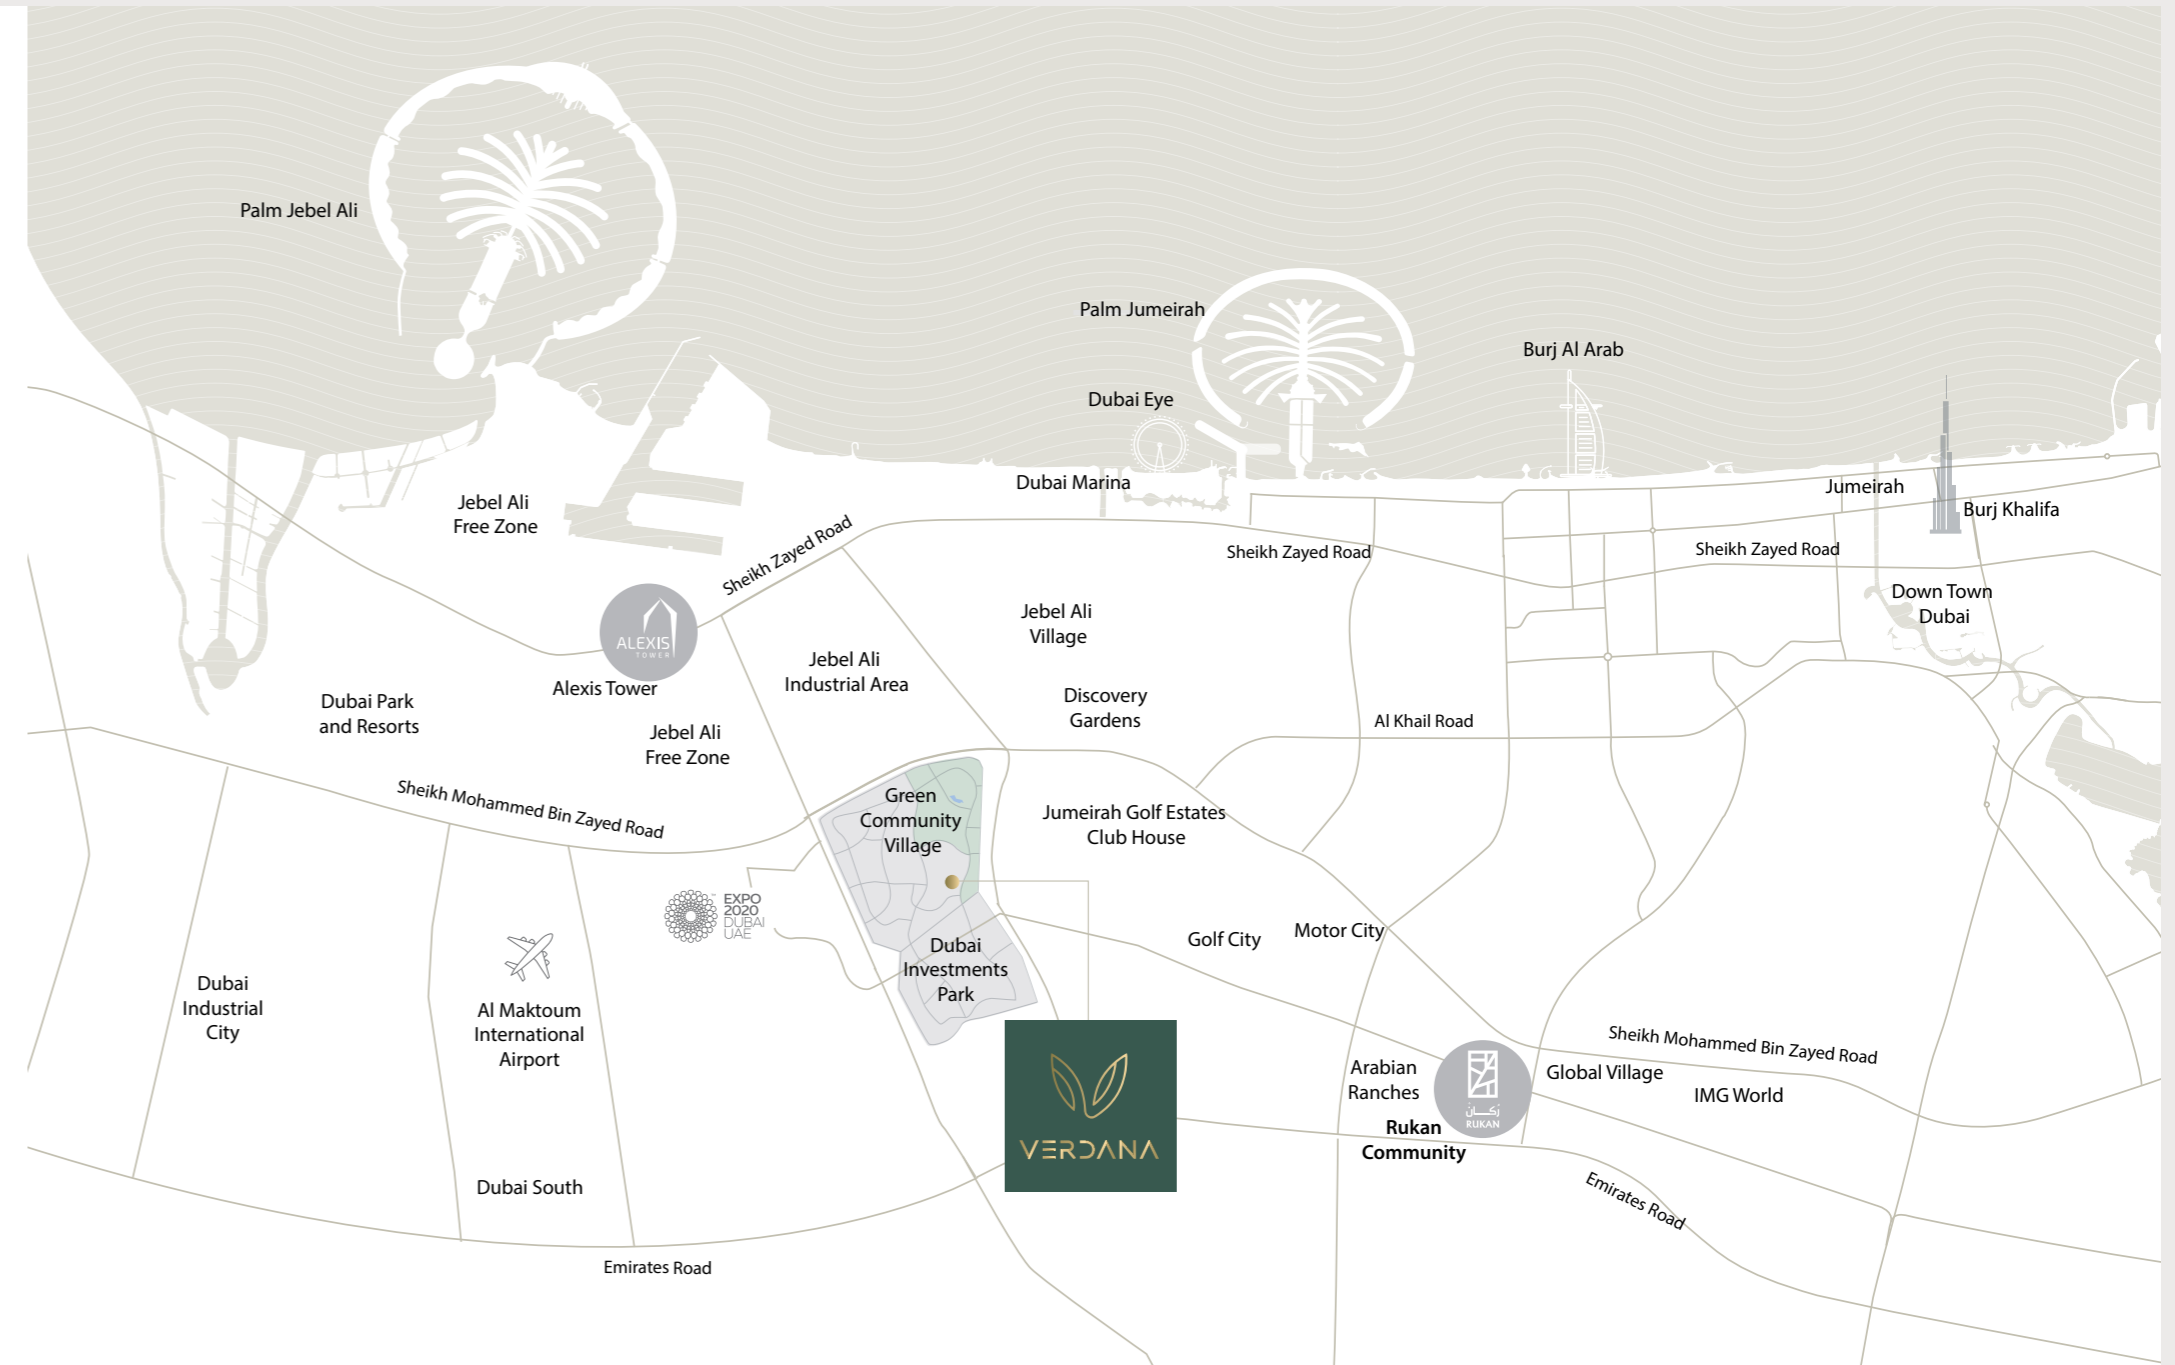 Palm Jebel Ali
Palm Jumeirah
Burj Al Arab
Dubai Eye
Dubai Marina
Jumeirah
Burj Khalifa
Jebel Ali
Free Zone
Sheikh Zayed Road
Sheikh Zayed Road
Sheikh Zayed Road
Down Town
Dubai
ALEXIS
TOWER
Alexis Tower
Jebel Ali
Village
Jebel Ali
Industrial Area
Dubai Park
and Resorts
Jebel Ali
Free Zone
Discovery
Gardens
Al Khail Road
Sheikh Mohammed Bin Zayed Road
Green
Community
Village
Jumeirah Golf Estates
Club House
EXPO
2020
DUBAI
UAE
Golf City
Motor City
Dubai
Investments
Park
Dubai
Industrial
City
Al Maktoum
International
Airport
VERDANA
Arabian
Ranches
رُكــان
RUKAN
Rukan
Community
Global Village
Sheikh Mohammed Bin Zayed Road
IMG World
Dubai South
Emirates Road
Emirates Road